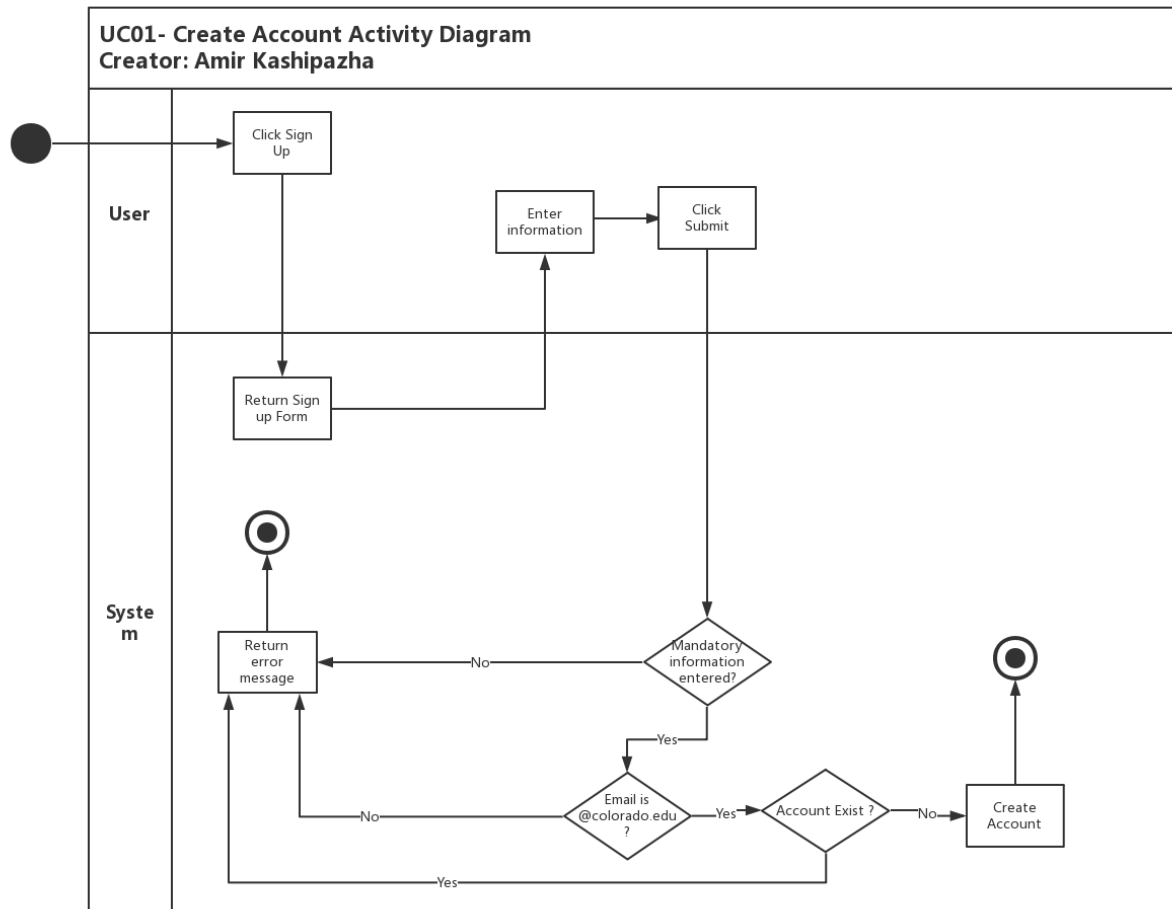 UC01- Create Account Activity Diagram
Creator: Amir Kashipazha
Click Sign
Up
User
Enter
information
Click
Submit
Return Sign
up Form
Syste
m
Return
error
message
No
Mandatory
information
entered?
Yes
No
Email is
@colorado.edu
?
Yes
Account Exist ?
No
Create
Account
Yes